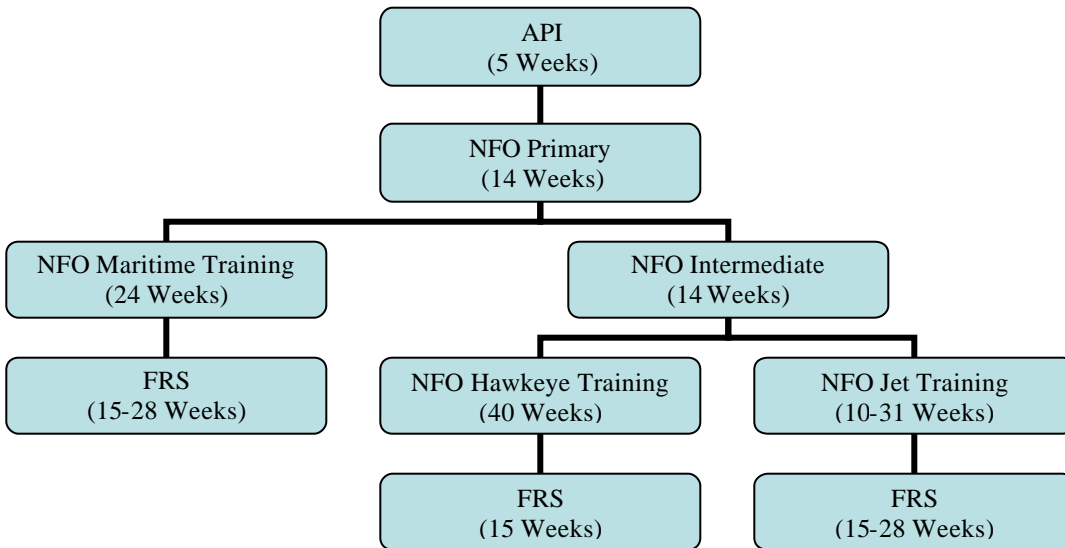 API
(5 Weeks)
NFO Primary
(14 Weeks)
NFO Maritime Training
(24 Weeks)
NFO Intermediate
(14 Weeks)
FRS
(15-28 Weeks)
NFO Hawkeye Training
(40 Weeks)
NFO Jet Training
(10-31 Weeks)
FRS
(15 Weeks)
FRS
(15-28 Weeks)